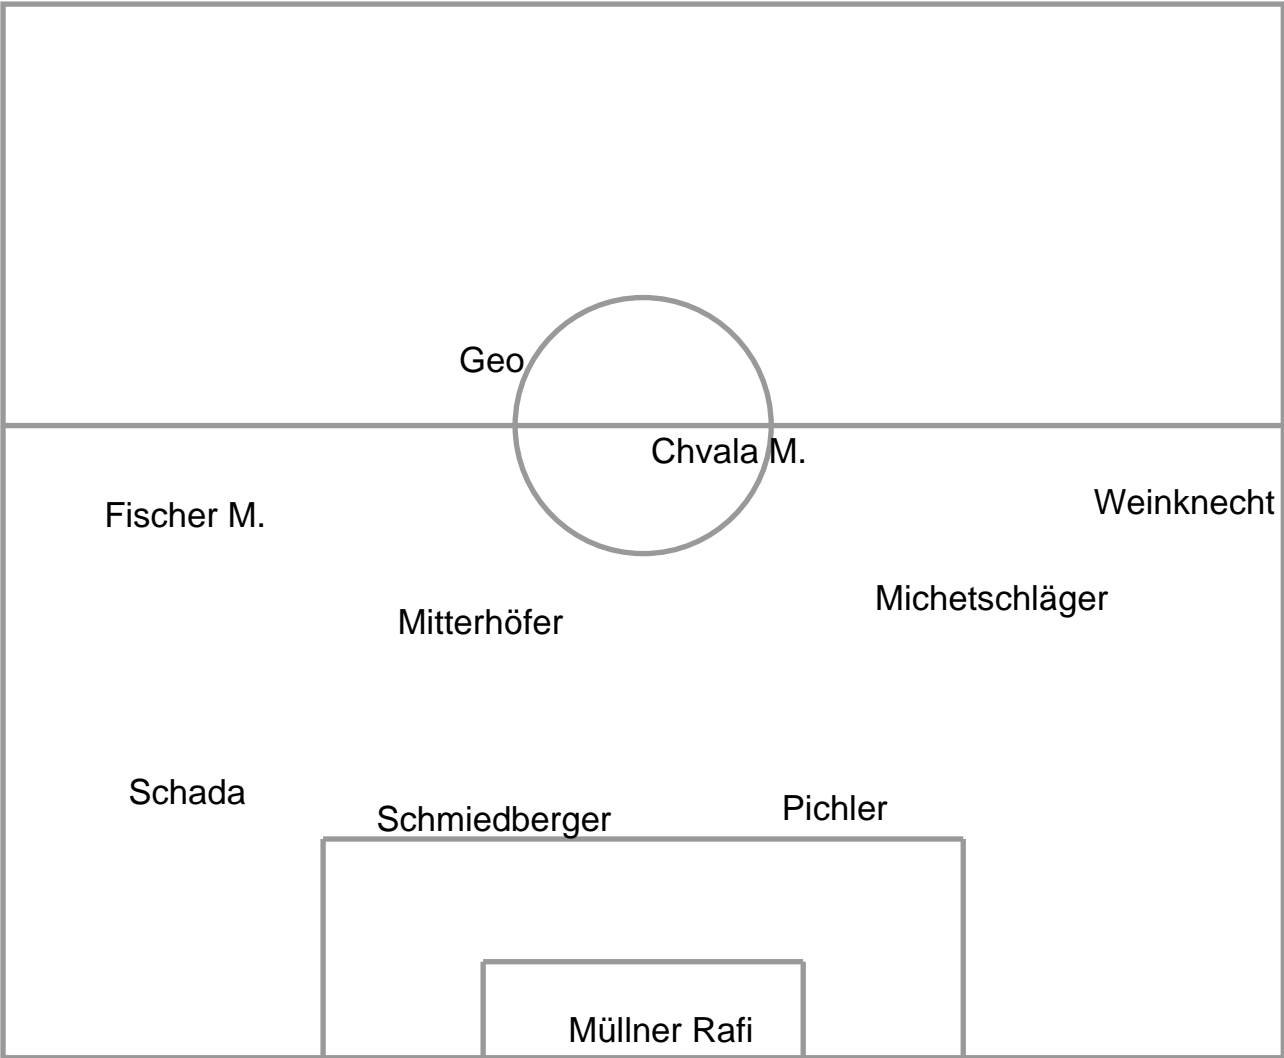 Geo
Chvala M.
Weinknecht
Fischer M.
Michetschläger
Mitterhöfer
Schada
Pichler
Schmiedberger
Müllner Rafi